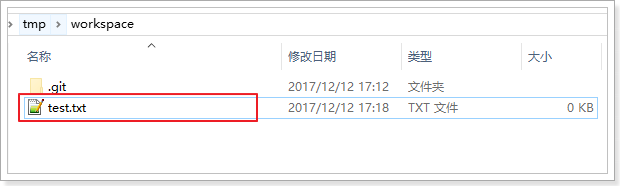 › tmp › workspace
名称 修改日期 类型 大小
.git 2017/12/12 17:12 文件夹
test.txt 2017/12/12 17:18 TXT 文件 0 KB